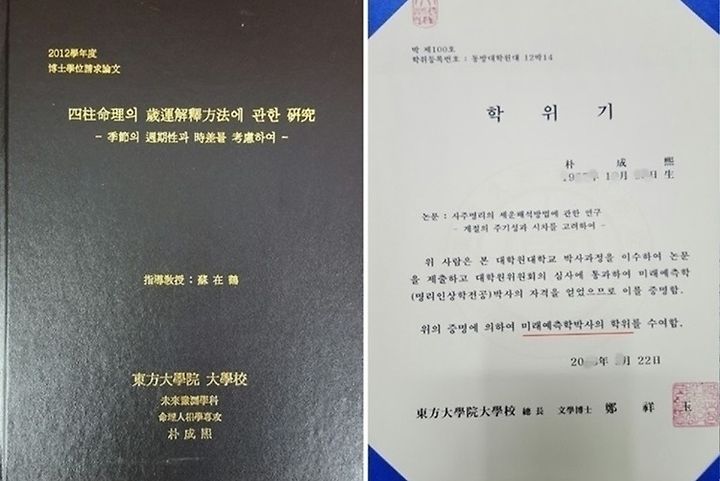 2012學年度
博士學位請求論文
四柱命理의 歲運解釋方法에 관한 硏究
- 季節의 週期性과 時差를 考慮하여 -
指導敎授 : 蘇 在 鶴
東方大學院 大學校
未來豫測學科
命理人相學專攻
朴 成 熙
박 제100호
학위등록번호 : 동방대학원대 12박14
학 위 기
朴 成 熙
생
논문 : 사주명리의 세운해석방법에 관한 연구
- 계절의 주기성과 시차를 고려하여 -
위 사람은 본 대학원대학교 박사과정을 이수하여 논문
을 제출하고 대학원위원회의 심사에 통과하여 미래예측학
(명리인상학전공)박사의 자격을 얻었으므로 이를 증명함.
위의 증명에 의하여 미래예측학박사의 학위를 수여함.
20 年 月 22日
東方大學院大學校 總長 文學博士 鄭 祥 玉